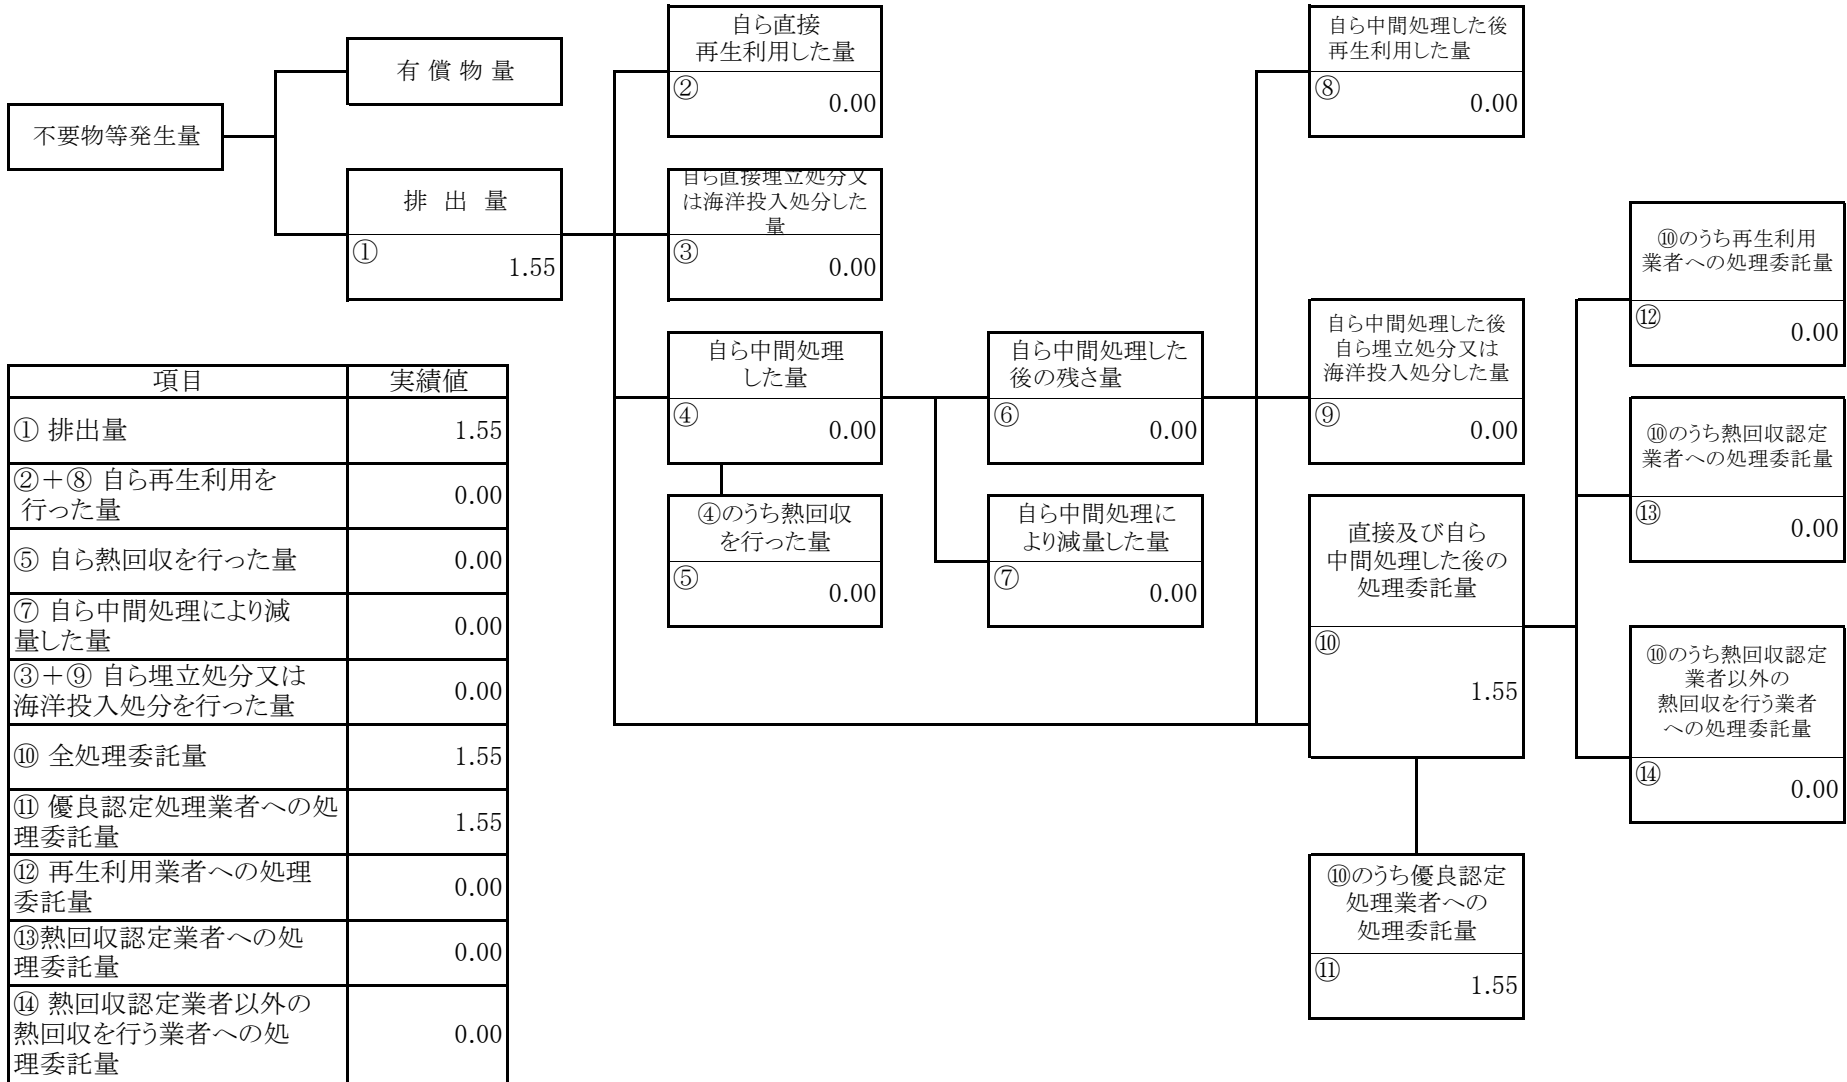 不要物等発生量
有 償 物 量
排 出 量
①
1.55
自ら直接
再生利用した量
②
0.00
自ら直接埋立処分又
は海洋投入処分した
量
③
0.00
自ら中間処理
した量
④
0.00
④のうち熱回収
を行った量
⑤
0.00
自ら中間処理した
後の残さ量
⑥
0.00
自ら中間処理に
より減量した量
⑦
0.00
自ら中間処理した後
再生利用した量
⑧
0.00
自ら中間処理した後
自ら埋立処分又は
海洋投入処分した量
⑨
0.00
直接及び自ら
中間処理した後の
処理委託量
⑩
1.55
⑩のうち優良認定
処理業者への
処理委託量
⑪
1.55
⑩のうち再生利用
業者への処理委託量
⑫
0.00
⑩のうち熱回収認定
業者への処理委託量
⑬
0.00
⑩のうち熱回収認定
業者以外の
熱回収を行う業者
への処理委託量
⑭
0.00
項目 実績値
① 排出量 1.55
②＋⑧ 自ら再生利用を
行った量 0.00
⑤ 自ら熱回収を行った量 0.00
⑦ 自ら中間処理により減
量した量 0.00
③＋⑨ 自ら埋立処分又は
海洋投入処分を行った量 0.00
⑩ 全処理委託量 1.55
⑪ 優良認定処理業者への処
理委託量 1.55
⑫ 再生利用業者への処理
委託量 0.00
⑬熱回収認定業者への処
理委託量 0.00
⑭ 熱回収認定業者以外の
熱回収を行う業者への処
理委託量 0.00